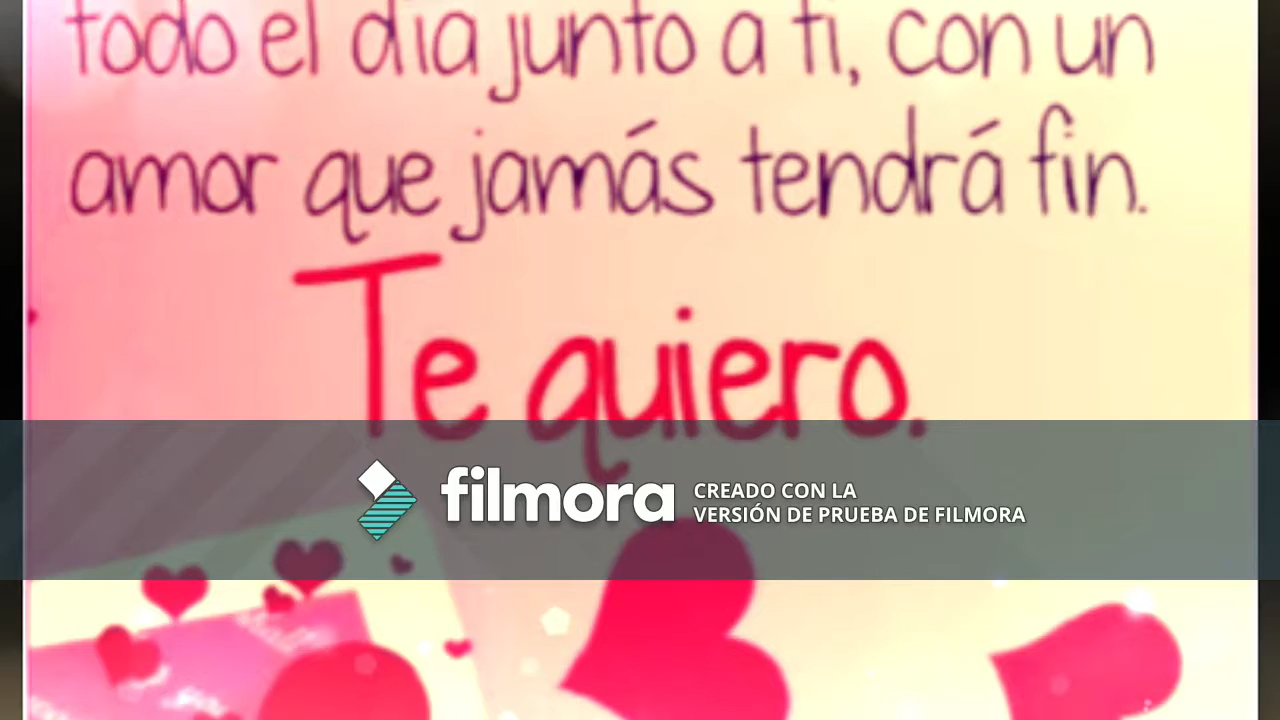 todo el día junto a ti, con un
amor que jamás tendrá fin.
Te quiero.
filmora
CREADO CON LA
VERSIÓN DE PRUEBA DE FILMORA